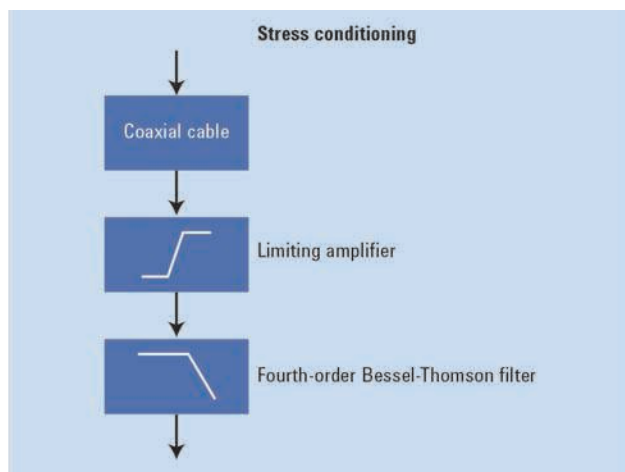 Stress conditioning
Coaxial cable
Limiting amplifier
Fourth-order Bessel-Thomson filter